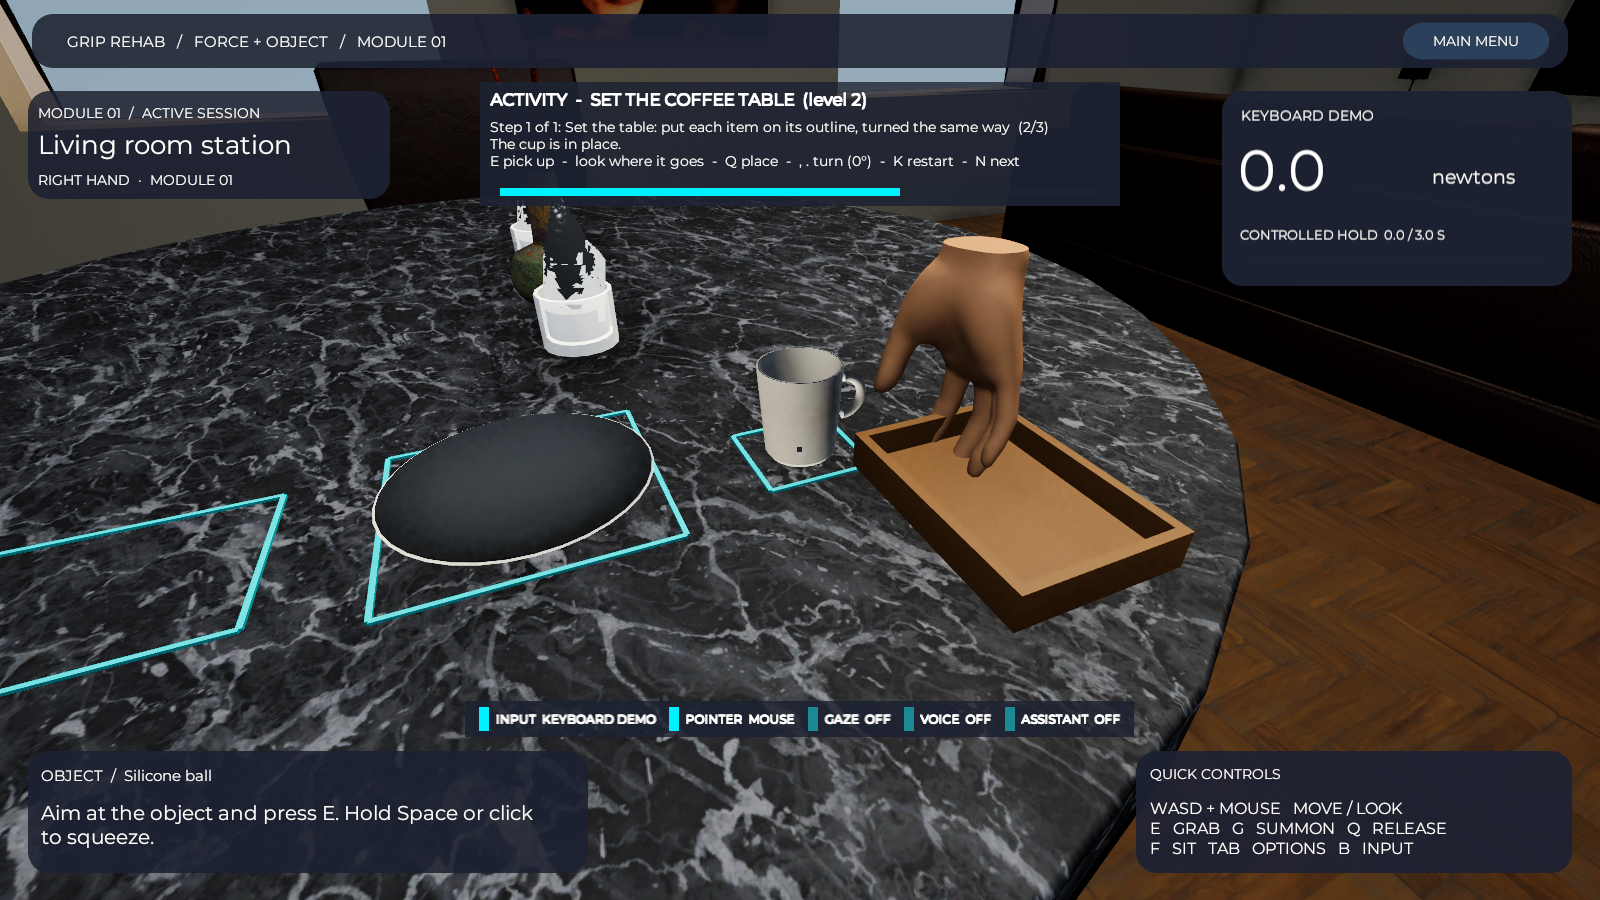 GRIP REHAB / FORCE + OBJECT / MODULE 01
MAIN MENU
MODULE 01 / ACTIVE SESSION
Living room station
RIGHT HAND · MODULE 01
ACTIVITY - SET THE COFFEE TABLE (level 2)
Step 1 of 1: Set the table: put each item on its outline, turned the same way (2/3)
The cup is in place.
E pick up - look where it goes - Q place - , . turn (0°) - K restart - N next
KEYBOARD DEMO
0.0 newtons
CONTROLLED HOLD 0.0 / 3.0 S
INPUT KEYBOARD DEMO POINTER MOUSE GAZE OFF VOICE OFF ASSISTANT OFF
OBJECT / Silicone ball
Aim at the object and press E. Hold Space or click
to squeeze.
QUICK CONTROLS
WASD + MOUSE MOVE / LOOK
E GRAB G SUMMON Q RELEASE
F SIT TAB OPTIONS B INPUT